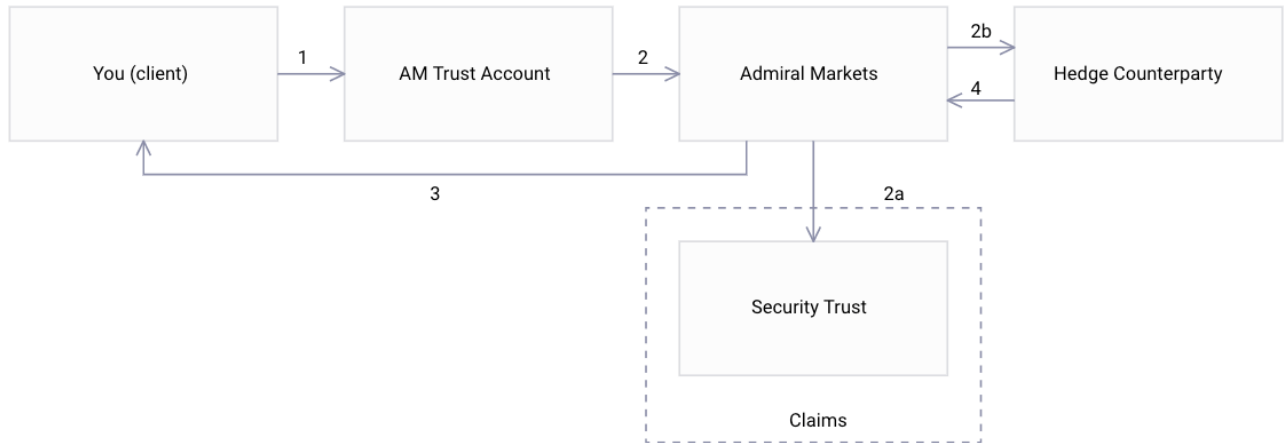 You (client)
1
AM Trust Account
2
Admiral Markets
2b
4
Hedge Counterparty
3
2a
Security Trust
Claims